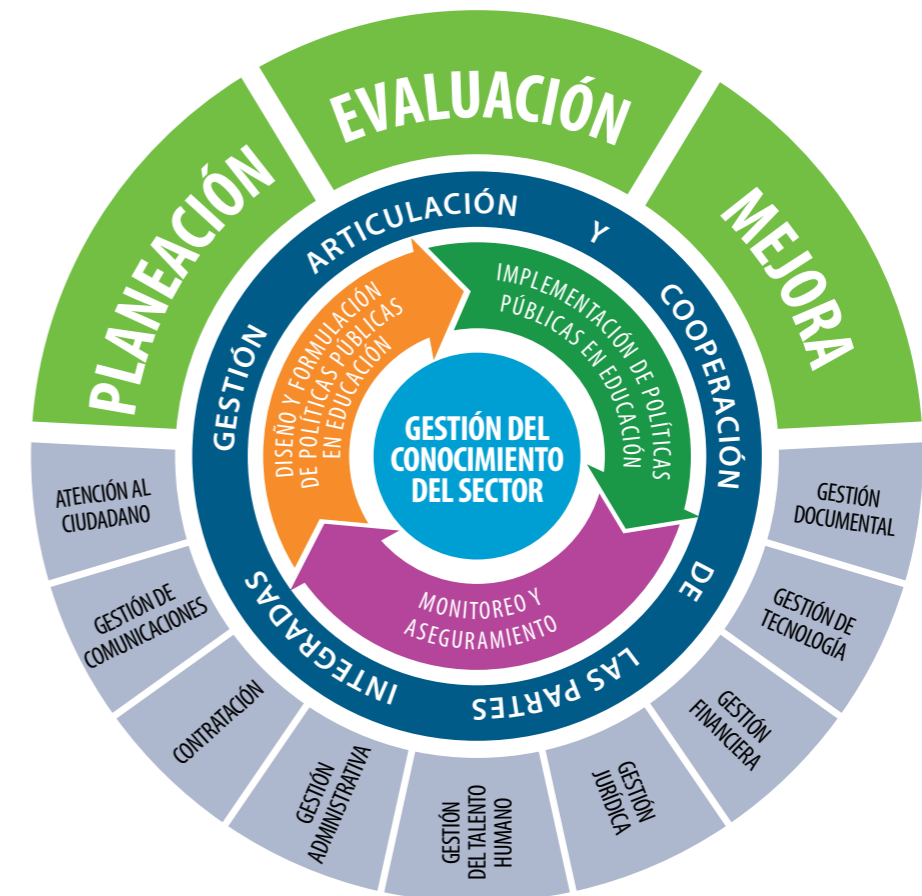 PLANEACIÓN
EVALUACIÓN
MEJORA
GESTIÓN ARTICULACIÓN Y COOPERACIÓN DE LAS PARTES INTEGRADAS
DISEÑO Y FORMULACIÓN
DE POLÍTICAS PÚBLICAS
EN EDUCACIÓN
IMPLEMENTACIÓN DE POLÍTICAS
PÚBLICAS EN EDUCACIÓN
MONITOREO Y
ASEGURAMIENTO
GESTIÓN DEL
CONOCIMIENTO
DEL SECTOR
ATENCIÓN AL
CIUDADANO
GESTIÓN DE
COMUNICACIONES
CONTRATACIÓN
GESTIÓN
ADMINISTRATIVA
GESTIÓN
DEL TALENTO
HUMANO
GESTIÓN
JURÍDICA
GESTIÓN
FINANCIERA
GESTIÓN DE
TECNOLOGÍA
GESTIÓN
DOCUMENTAL